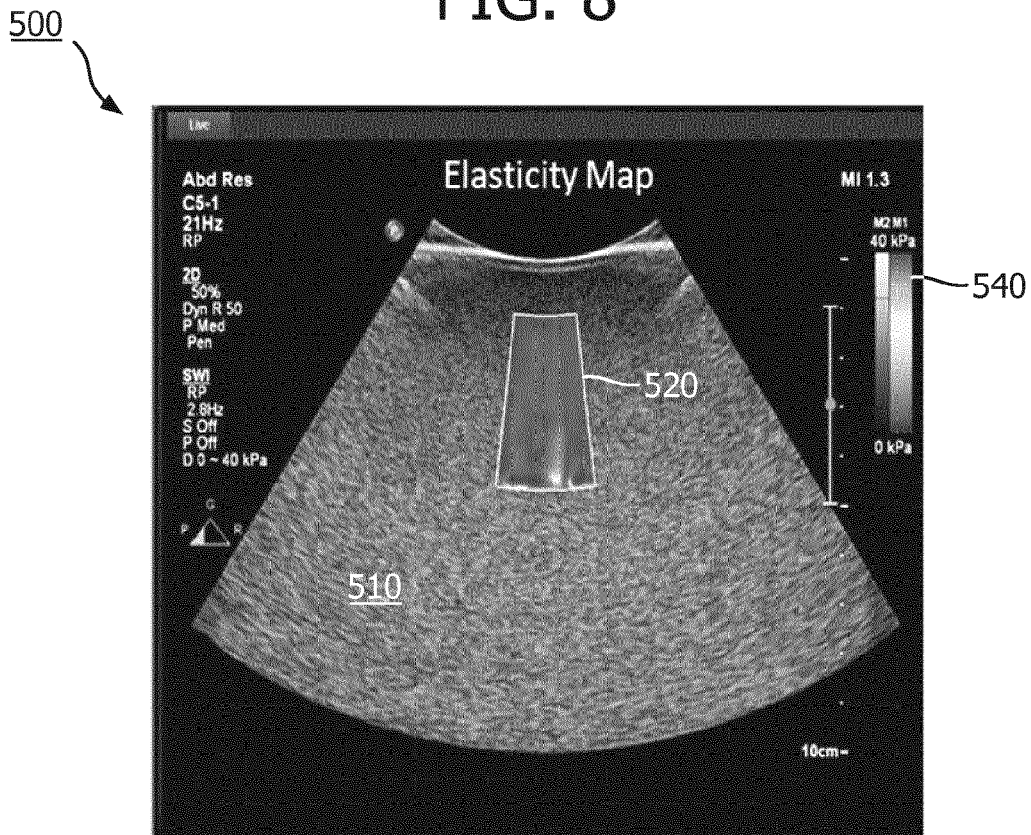 FIG. 8
500
Live
Elasticity Map
Abd Res
MI 1.3
C5-1
21Hz
RP
M2 M1
40 kPa
540
2D
50%
Dyn R 50
P Med
Pen
520
SWI
RP
2.8Hz
S Off
P Off
D 0 ~ 40 kPa
0 kPa
G
P R
510
10cm